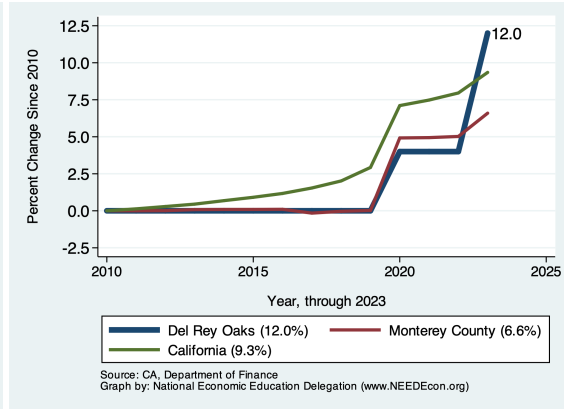 Percent Change Since 2010
12.5
10.0
7.5
5.0
2.5
0.0
-2.5
12.0
2010 2015 2020 2025
Year, through 2023
Del Rey Oaks (12.0%) Monterey County (6.6%)
California (9.3%)
Source: CA, Department of Finance
Graph by: National Economic Education Delegation (www.NEEDEcon.org)